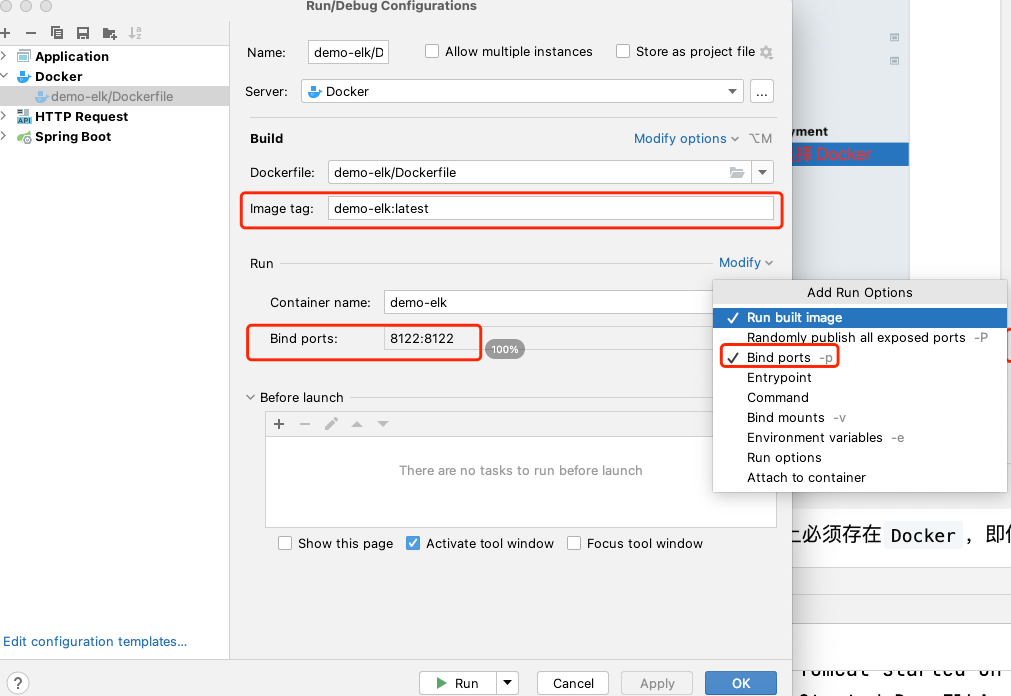 Run/Debug Configurations
Application
Docker
demo-elk/Dockerfile
HTTP Request
Spring Boot
Name: demo-elk/D Allow multiple instances Store as project file
Server: Docker ...
Build Modify options ⌥M
Dockerfile: demo-elk/Dockerfile
Image tag: demo-elk:latest
Run Modify
Container name: demo-elk
Bind ports: 8122:8122
100%
Before launch
There are no tasks to run before launch
Show this page Activate tool window Focus tool window
Edit configuration templates...
? Run Cancel Apply OK
Add Run Options
Run built image
Randomly publish all exposed ports -P
Bind ports -p
Entrypoint
Command
Bind mounts -v
Environment variables -e
Run options
Attach to container
yment
择 Docker
上必须存在 Docker ，即
Tomcat started on